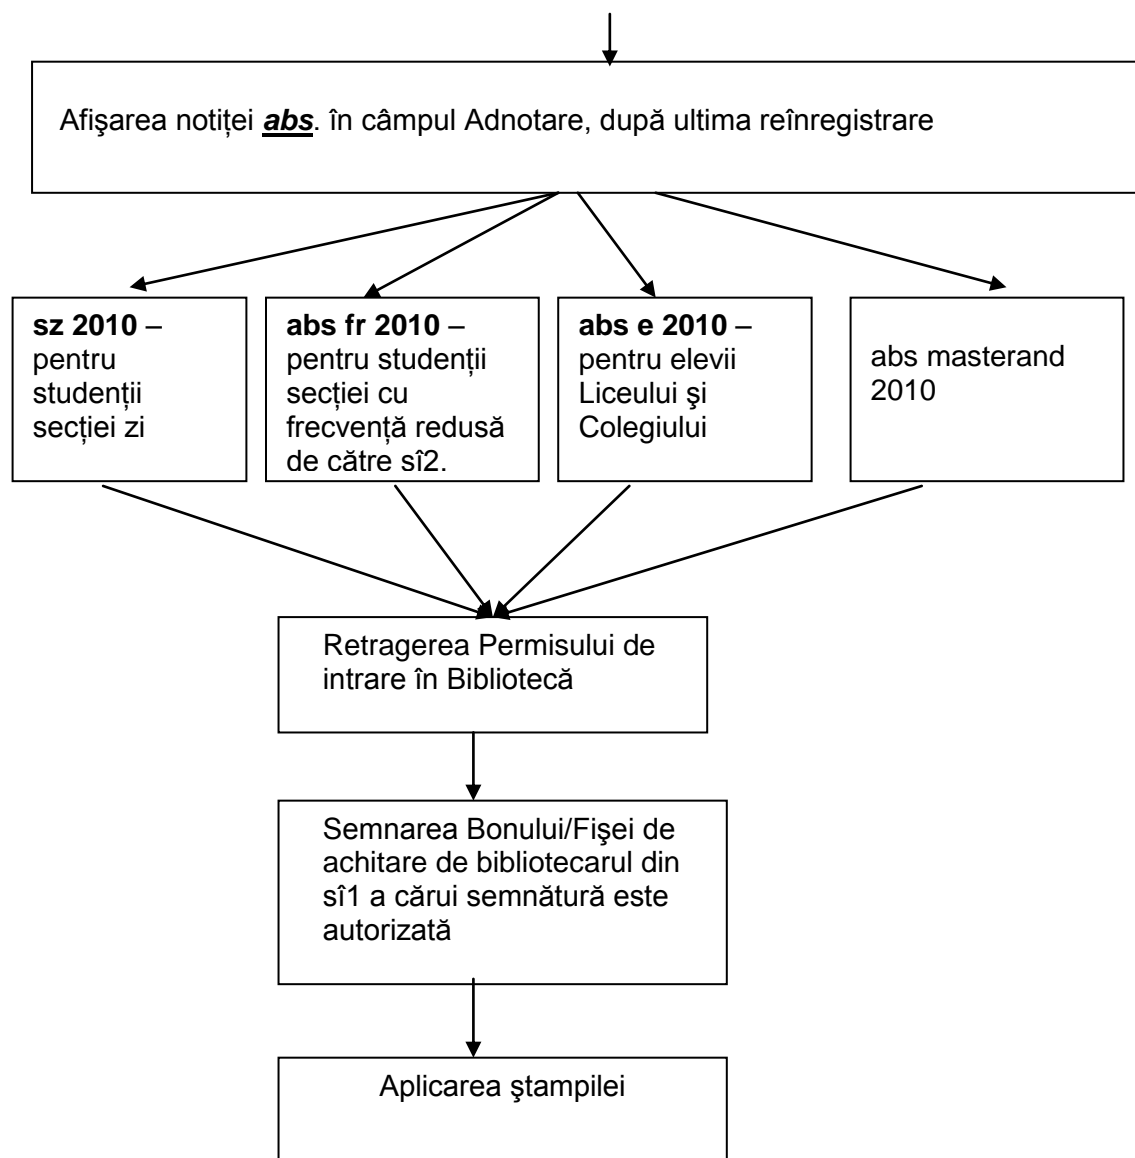 Afişarea notiței abs. în câmpul Adnotare, după ultima reînregistrare
sz 2010 –
pentru
studenții
secției zi
abs fr 2010 –
pentru studenții
secției cu
frecvență redusă
de către sî2.
abs e 2010 –
pentru elevii
Liceului şi
Colegiului
abs masterand
2010
Retragerea Permisului de
intrare în Bibliotecă
Semnarea Bonului/Fişei de
achitare de bibliotecarul din
sî1 a cărui semnătură este
autorizată
Aplicarea ştampilei